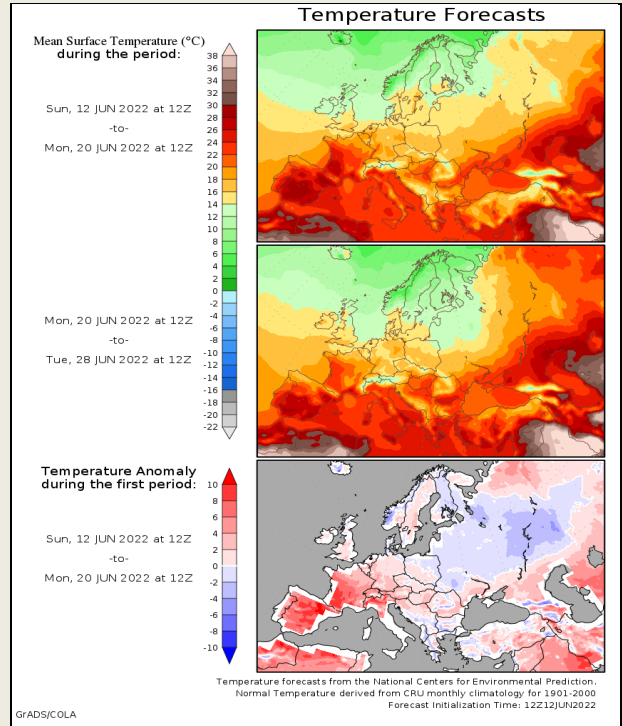 Temperature Forecasts
Mean Surface Temperature (°C)
during the period:
Sun, 12 JUN 2022 at 12Z
-to-
Mon, 20 JUN 2022 at 12Z
38
36
34
32
30
28
26
24
22
20
18
16
14
12
10
8
6
4
2
0
-2
-4
-6
-8
-10
-12
-14
-16
-18
-20
-22
Mon, 20 JUN 2022 at 12Z
-to-
Tue, 28 JUN 2022 at 12Z
Temperature Anomaly
during the first period:
Sun, 12 JUN 2022 at 12Z
-to-
Mon, 20 JUN 2022 at 12Z
10
8
6
4
2
0
-2
-4
-6
-8
-10
Temperature forecasts from the National Centers for Environmental Prediction.
Normal Temperature derived from CRU monthly climatology for 1901-2000
Forecast Initialization Time: 12Z12JUN2022
GrADS/COLA